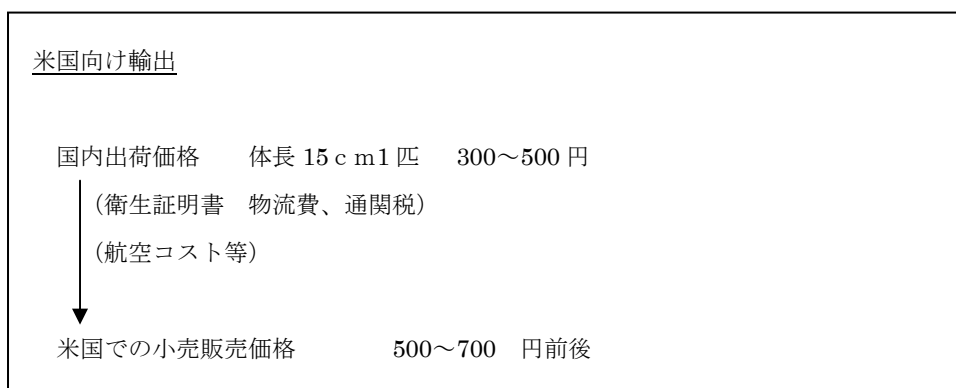 米国向け輸出
国内出荷価格　体長 15ｃｍ1 匹　300～500 円
（衛生証明書　物流費、通関税）
（航空コスト等）
米国での小売販売価格　500～700　円前後